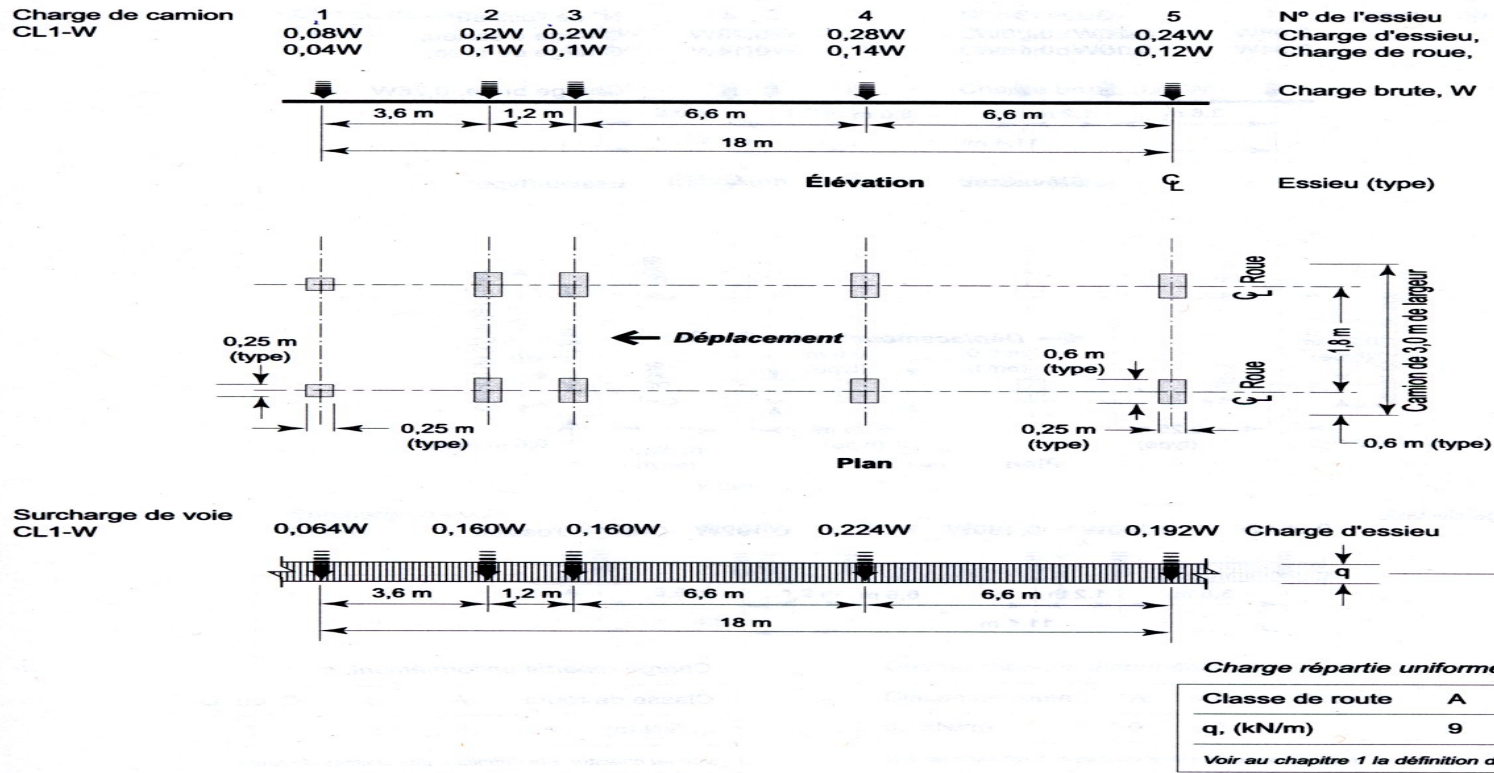 Charge de camion 1 2 3 4 5 Nº de l'essieu
CL1-W 0,08W 0,2W 0,2W 0,28W 0,24W Charge d'essieu,
0,04W 0,1W 0,1W 0,14W 0,12W Charge de roue,
Charge brute, W
3,6 m 1,2 m 6,6 m 6,6 m
18 m
Élévation ℄ Essieu (type)
℄ Roue
Déplacement
0,25 m (type)
0,6 m (type)
1,8 m
Camion de 3,0 m de largeur
℄ Roue
0,25 m (type)
0,25 m (type)
0,6 m (type)
Plan
Surcharge de voie
CL1-W 0,064W 0,160W 0,160W 0,224W 0,192W Charge d'essieu
q
3,6 m 1,2 m 6,6 m 6,6 m
18 m
Charge répartie uniforme
Classe de route A
q, (kN/m) 9
Voir au chapitre 1 la définition d